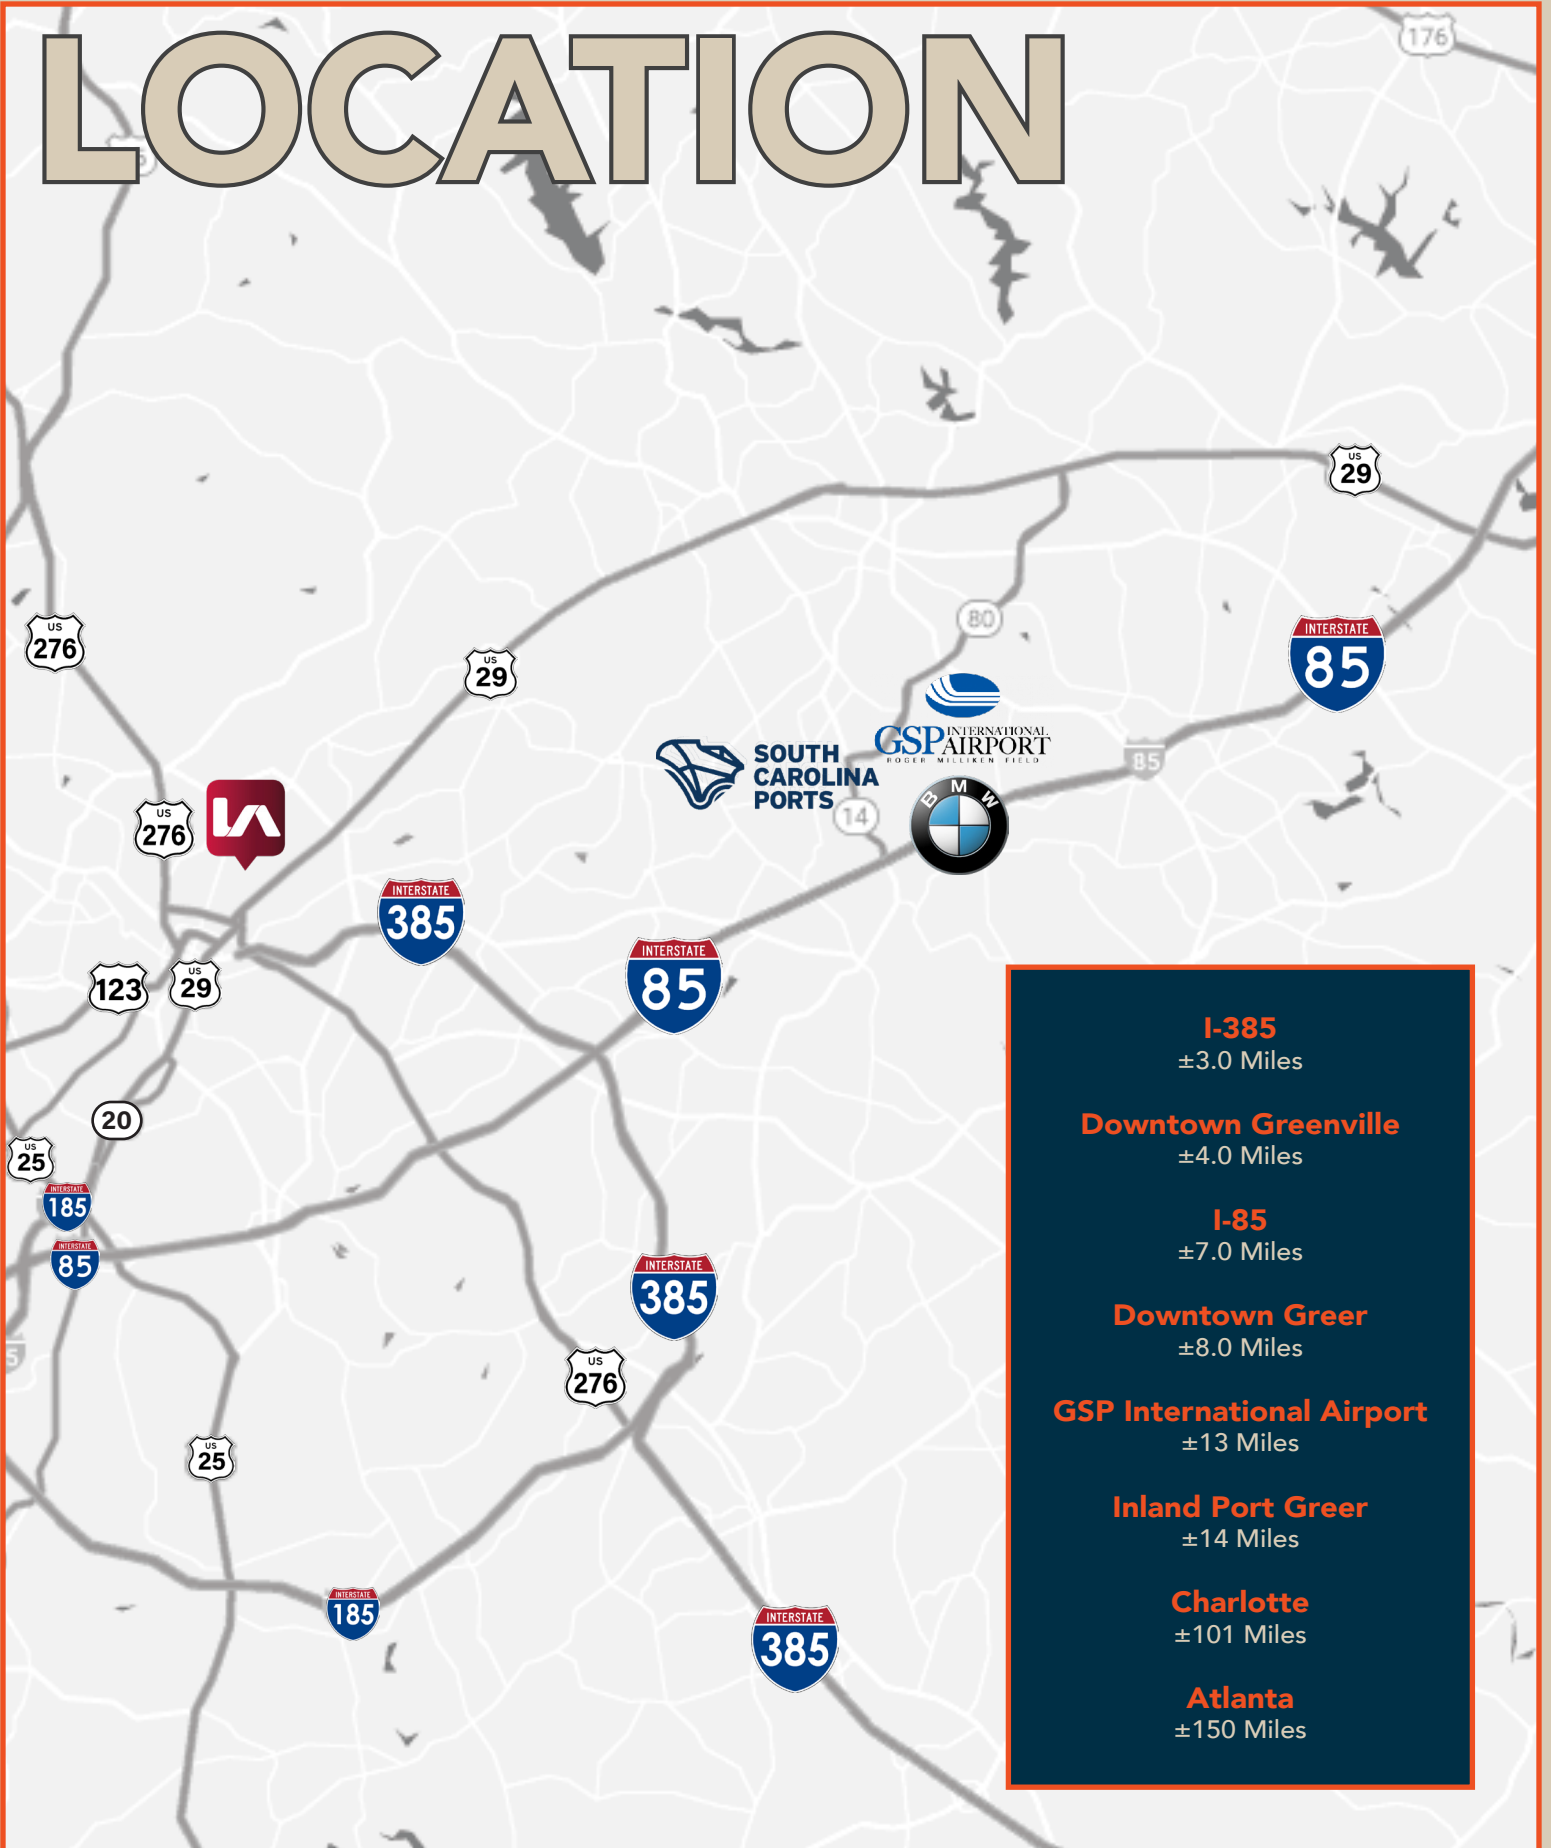 LOCATION
176
US
29
80
US
276
INTERSTATE
85
US
29
GSP INTERNATIONAL
AIRPORT
ROGER MILLIKEN FIELD
SOUTH
CAROLINA
PORTS
85
BMW
14
US
276
INTERSTATE
385
INTERSTATE
85
123
US
29
20
US
25
INTERSTATE
185
INTERSTATE
85
INTERSTATE
385
US
276
US
25
INTERSTATE
185
INTERSTATE
385
I-385
±3.0 Miles
Downtown Greenville
±4.0 Miles
I-85
±7.0 Miles
Downtown Greer
±8.0 Miles
GSP International Airport
±13 Miles
Inland Port Greer
±14 Miles
Charlotte
±101 Miles
Atlanta
±150 Miles